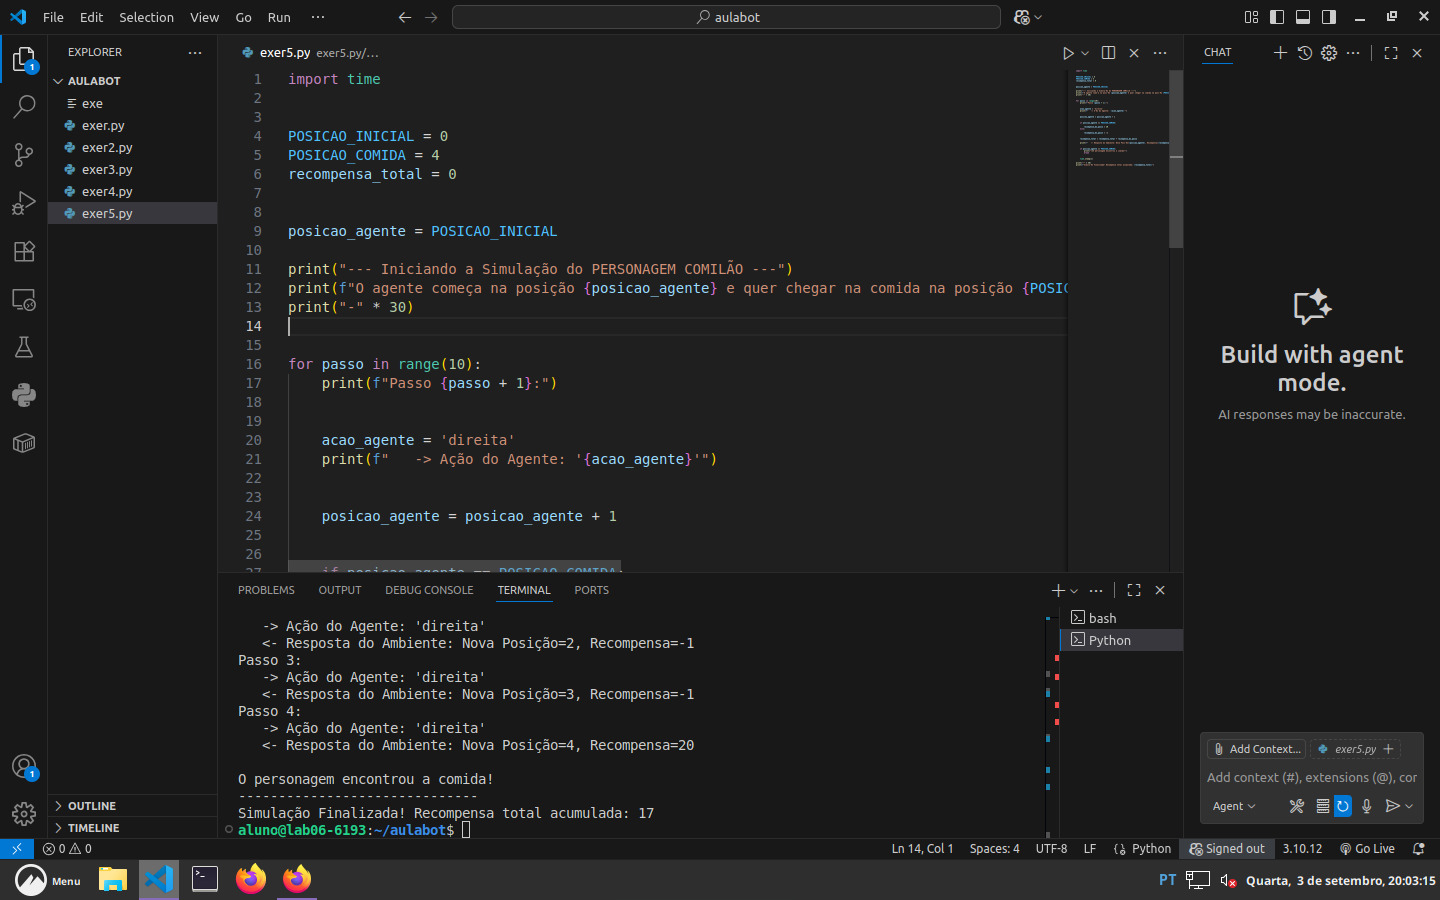 File Edit Selection View Go Run ···
aulabot
EXPLORER
AULABOT
exe
exer.py
exer2.py
exer3.py
exer4.py
exer5.py
OUTLINE
TIMELINE
exer5.py exer5.py/...
1 import time
2
3
4 POSICAO_INICIAL = 0
5 POSICAO_COMIDA = 4
6 recompensa_total = 0
7
8
9 posicao_agente = POSICAO_INICIAL
10
11 print("--- Iniciando a Simulação do PERSONAGEM COMILÃO ---")
12 print(f"O agente começa na posição {posicao_agente} e quer chegar na comida na posição {POSIC
13 print("-" * 30)
14
15
16 for passo in range(10):
17 print(f"Passo {passo + 1}:")
18
19
20 acao_agente = 'direita'
21 print(f"   -> Ação do Agente: '{acao_agente}'")
22
23
24 posicao_agente = posicao_agente + 1
25
26
27 if posicao_agente == POSICAO_COMIDA:
PROBLEMS OUTPUT DEBUG CONSOLE TERMINAL PORTS
-> Ação do Agente: 'direita'
<- Resposta do Ambiente: Nova Posição=2, Recompensa=-1
Passo 3:
-> Ação do Agente: 'direita'
<- Resposta do Ambiente: Nova Posição=3, Recompensa=-1
Passo 4:
-> Ação do Agente: 'direita'
<- Resposta do Ambiente: Nova Posição=4, Recompensa=20
O personagem encontrou a comida!
------------------------------
Simulação Finalizada! Recompensa total acumulada: 17
aluno@lab06-6193:~/aulabot$
bash
Python
CHAT
Build with agent
mode.
AI responses may be inaccurate.
Add Context... exer5.py
Add context (#), extensions (@), cor
Agent
1
1
0 0 Ln 14, Col 1 Spaces: 4 UTF-8 LF Python Signed out 3.10.12 Go Live
Menu PT Quarta, 3 de setembro, 20:03:15